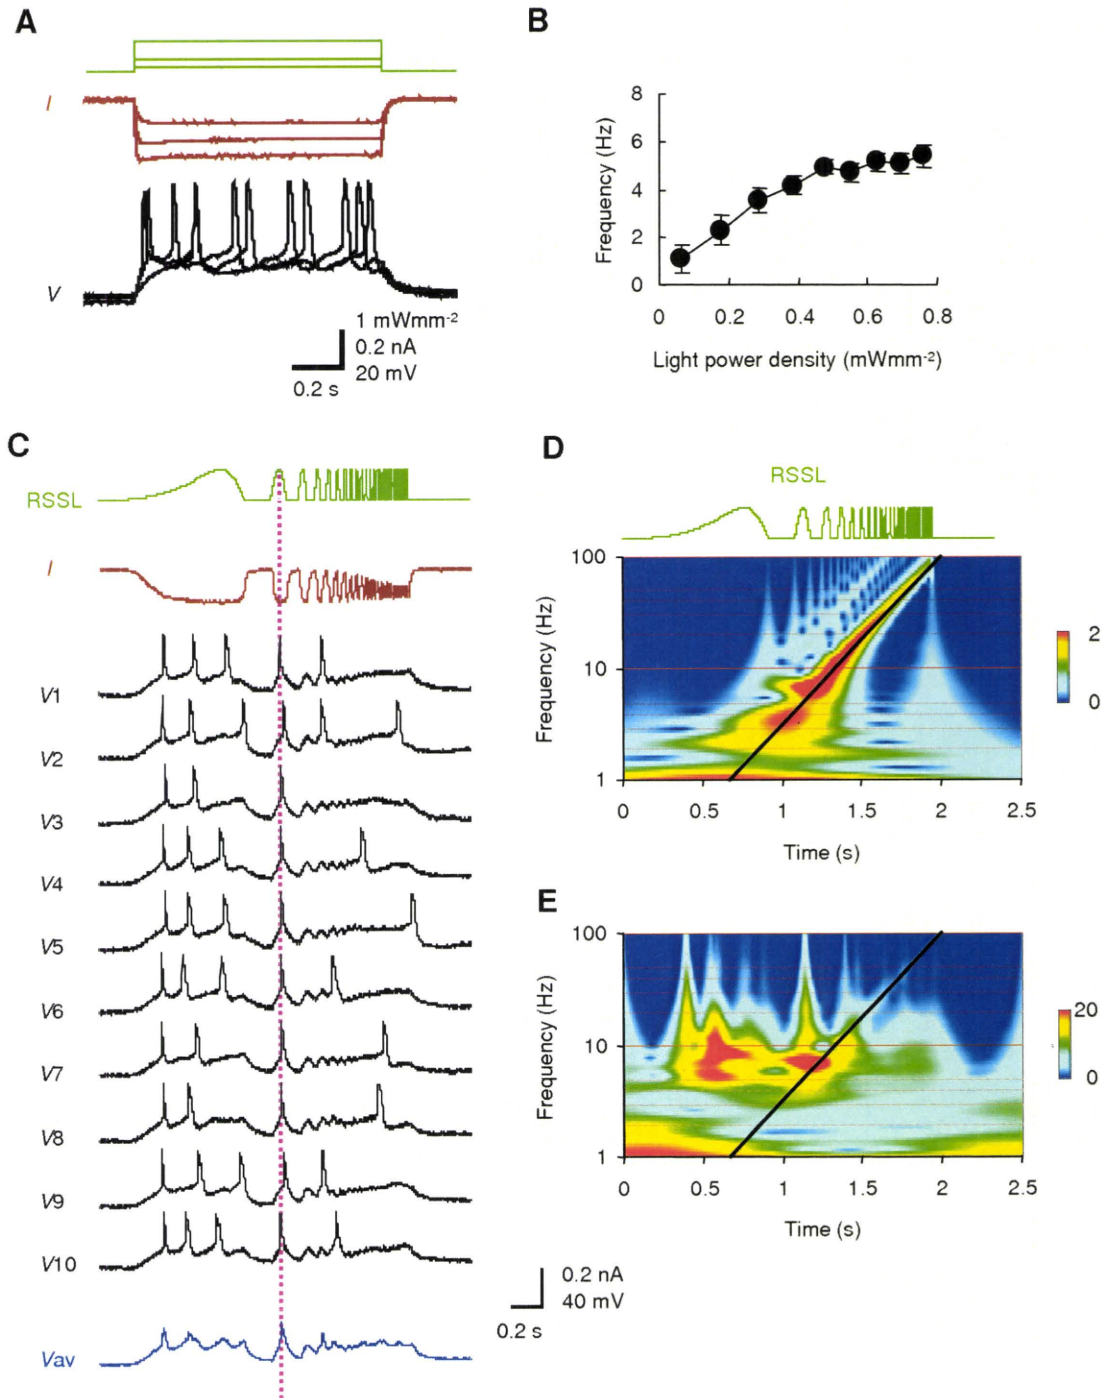 A
I
V
1 mWmm-2
0.2 nA
20 mV
0.2 s
B
Frequency (Hz)
8
6
4
2
0
0 0.2 0.4 0.6 0.8
Light power density (mWmm-2)
C
RSSL
I
V1
V2
V3
V4
V5
V6
V7
V8
V9
V10
Vav
0.2 nA
40 mV
0.2 s
D
RSSL
Frequency (Hz)
100
10
1
0 0.5 1 1.5 2 2.5
Time (s)
2
0
E
Frequency (Hz)
100
10
1
0 0.5 1 1.5 2 2.5
Time (s)
20
10
0